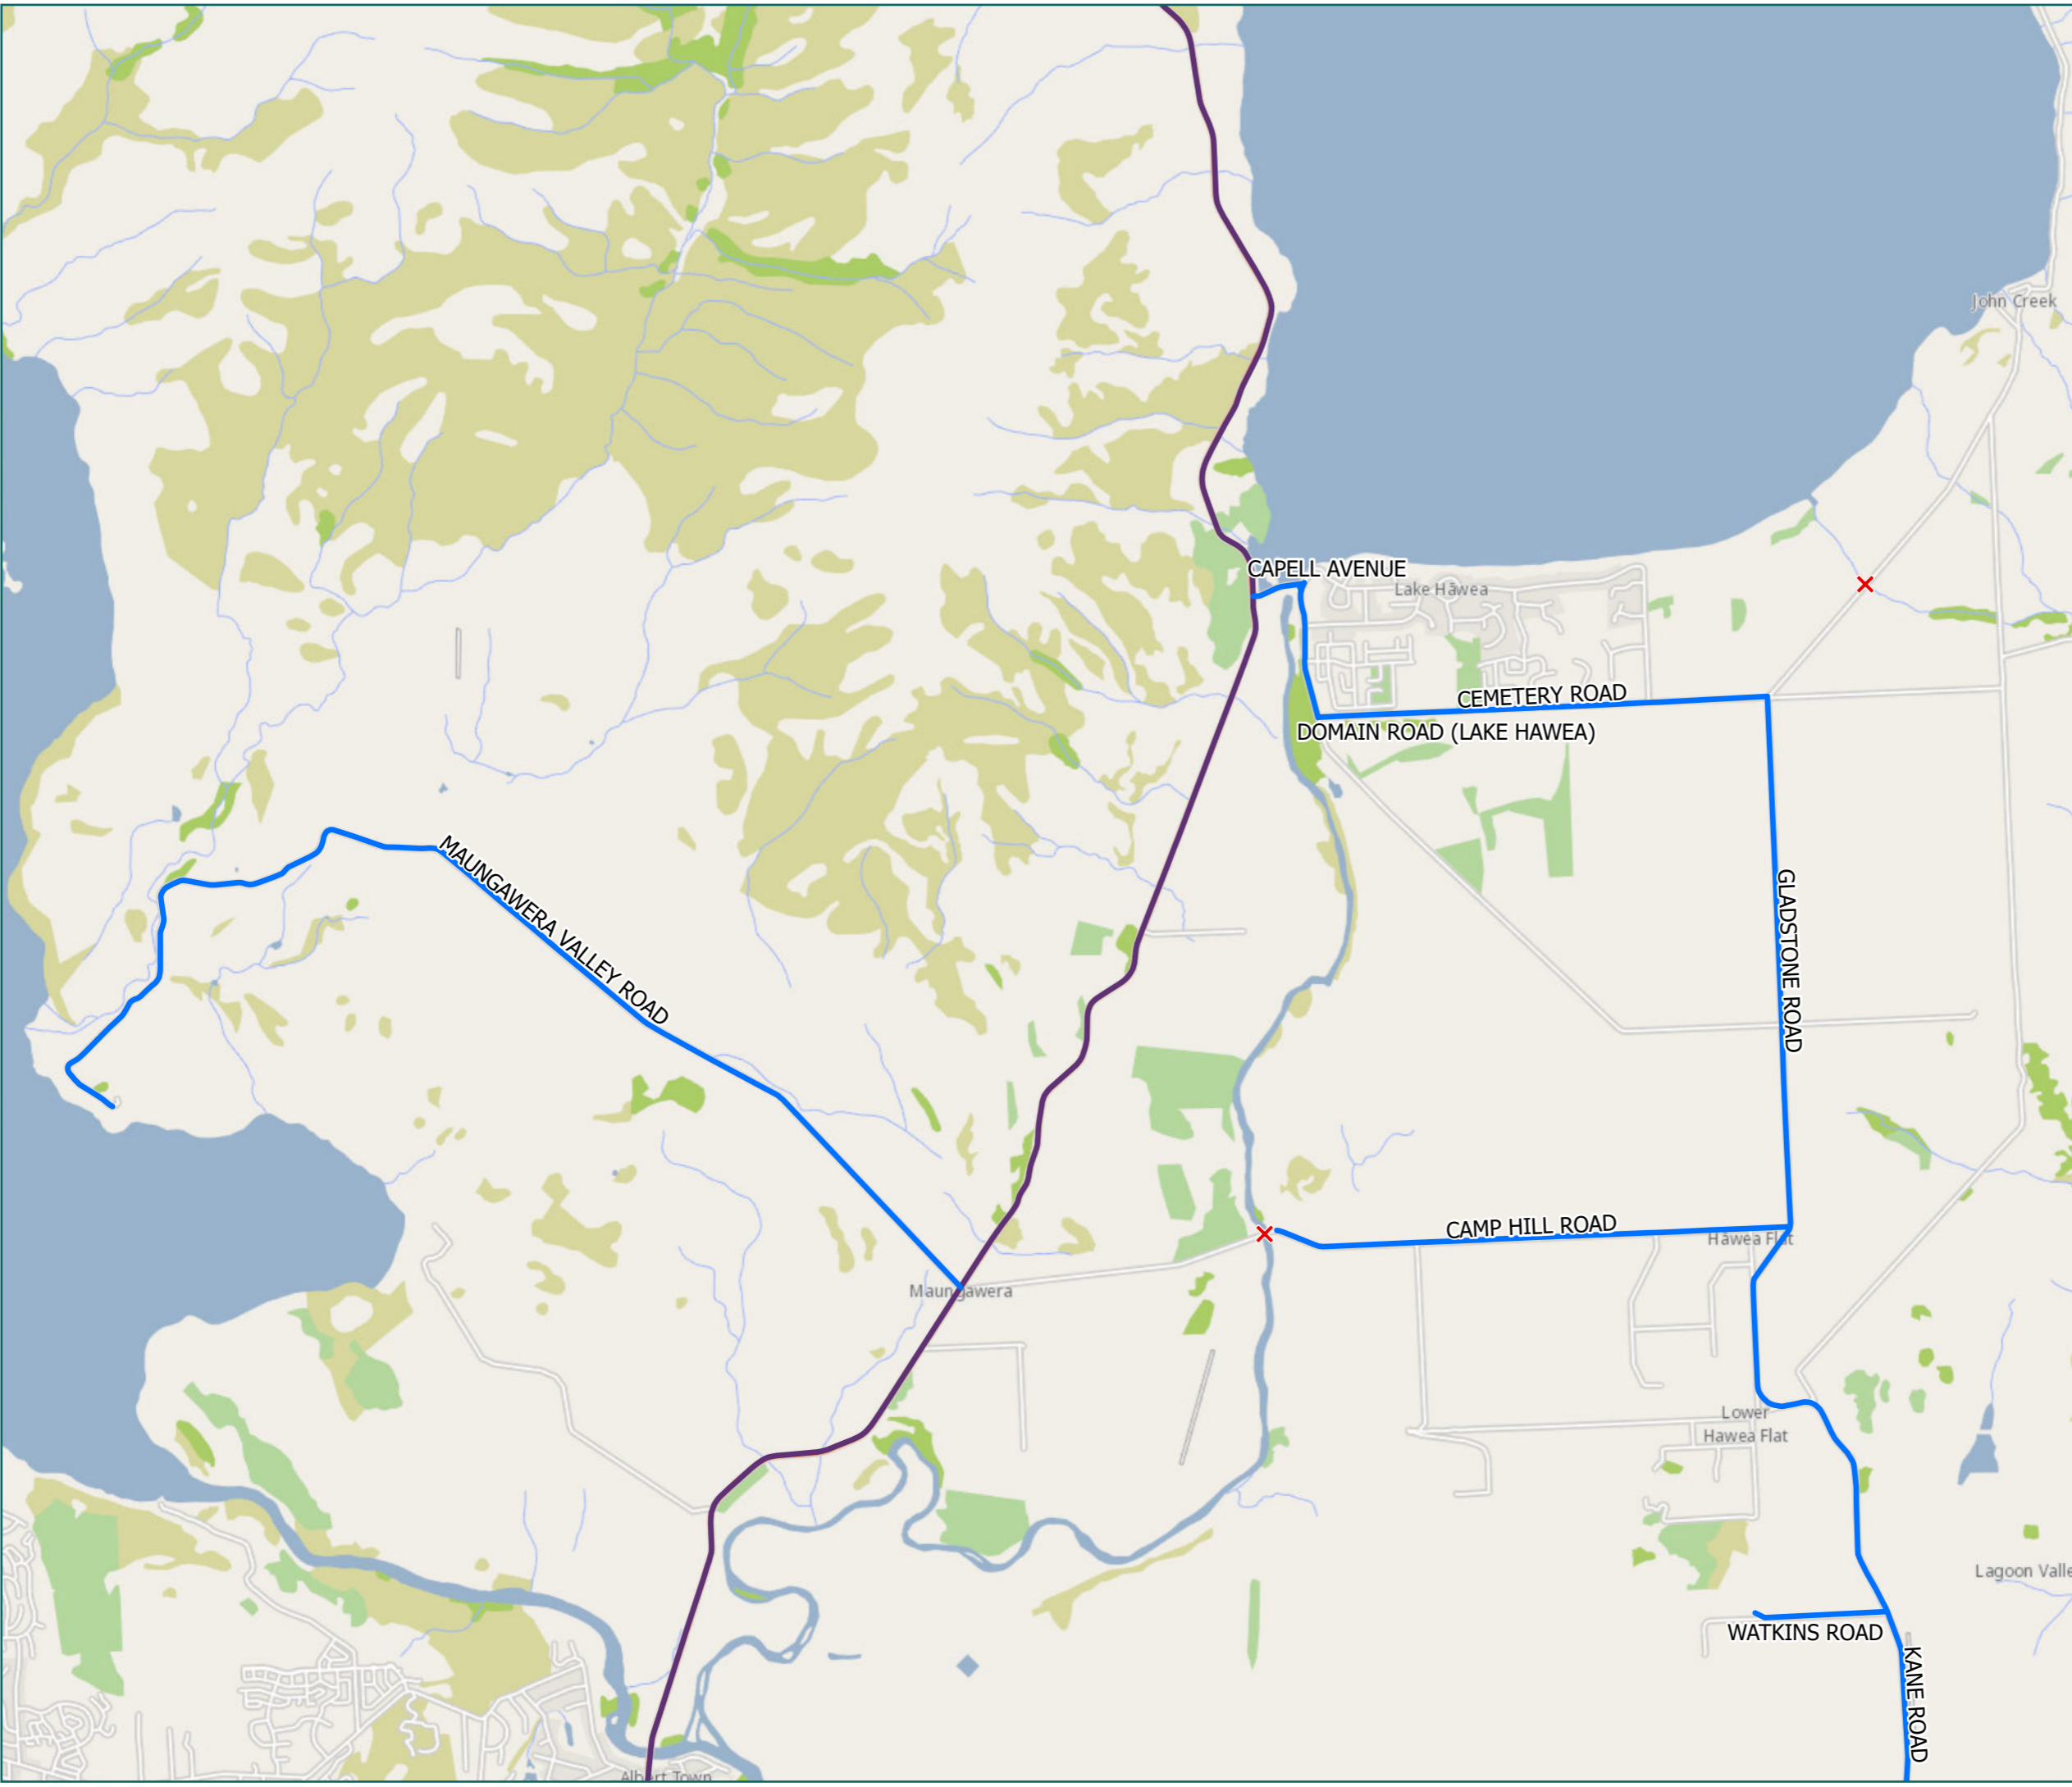 John Creek
CAPELL AVENUE
Lake Hāwea
CEMETERY ROAD
DOMAIN ROAD (LAKE HAWEA)
MAUNGAWERA VALLEY ROAD
GLADSTONE ROAD
CAMP HILL ROAD
Hāwea Flat
Maungawera
Lower
Hawea Flat
Lagoon Valle
WATKINS ROAD
KANE ROAD
Albert Town